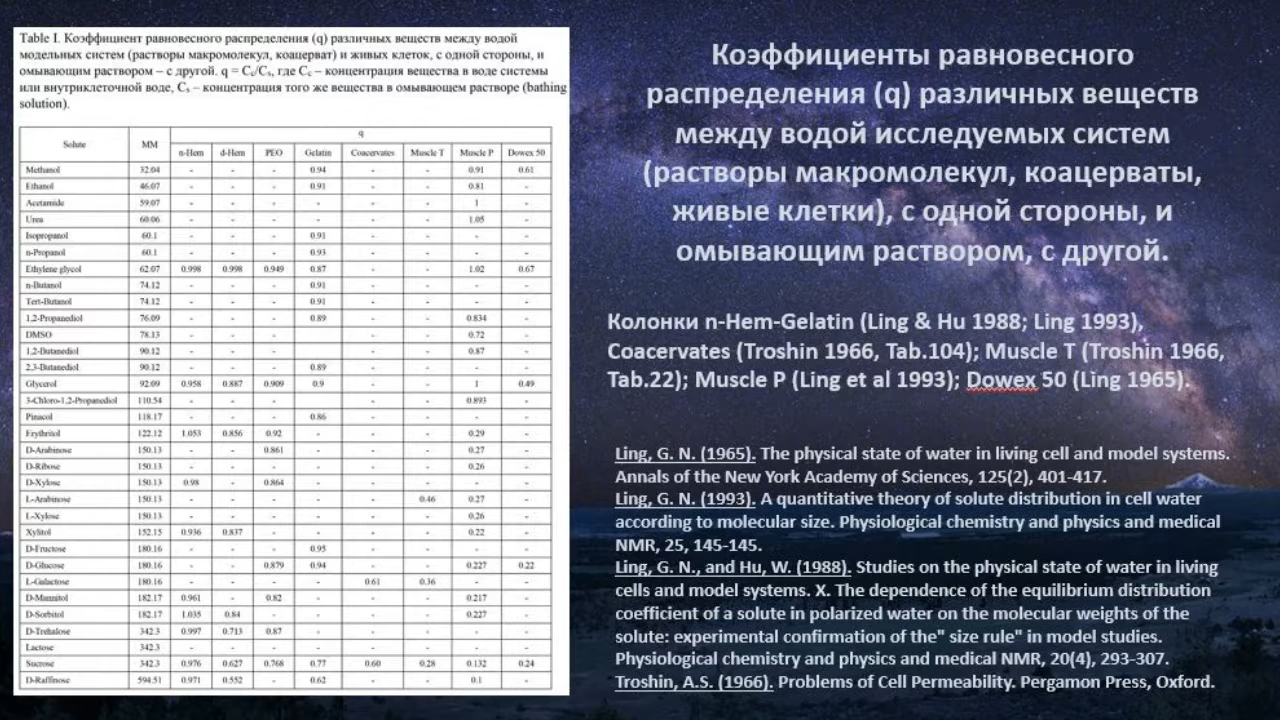 Table I. Коэффициент равновесного распределения (q) различных веществ между водой
модельных систем (растворы макромолекул, коацерват) и живых клеток, с одной стороны, и
омывающим раствором – с другой. q = Cc/Cs, где Cc – концентрация вещества в воде системы
или внутриклеточной воде, Cs – концентрация того же вещества в омывающем растворе (bathing
solution).
Solute MM q
n-Hem d-Hem PEO Gelatin Coacervates Muscle T Muscle P Dowex 50
Methanol 32.04 - - - 0.94 - - 0.91 0.61
Ethanol 46.07 - - - 0.91 - - 0.81 -
Acetamide 59.07 - - - - - - 1 -
Urea 60.06 - - - - - - 1.05 -
Isopropanol 60.1 - - - 0.91 - - - -
n-Propanol 60.1 - - - 0.93 - - - -
Ethylene glycol 62.07 0.998 0.998 0.949 0.87 - - 1.02 0.67
n-Butanol 74.12 - - - 0.91 - - - -
Tert-Butanol 74.12 - - - 0.91 - - - -
1,2-Propanediol 76.09 - - - 0.89 - - 0.834 -
DMSO 78.13 - - - - - - 0.72 -
1,2-Butanediol 90.12 - - - - - - 0.87 -
2,3-Butanediol 90.12 - - - 0.89 - - - -
Glycerol 92.09 0.958 0.887 0.909 0.9 - - 1 0.49
3-Chloro-1,2-Propanediol 110.54 - - - - - - 0.893 -
Pinacol 118.17 - - - 0.86 - - - -
Erythritol 122.12 1.053 0.856 0.92 - - - 0.29 -
D-Arabinose 150.13 - - 0.861 - - - 0.27 -
D-Ribose 150.13 - - - - - - 0.26 -
D-Xylose 150.13 0.98 - 0.864 - - - - -
L-Arabinose 150.13 - - - - - 0.46 0.27 -
L-Xylose 150.13 - - - - - - 0.26 -
Xylitol 152.15 0.936 0.837 - - - - 0.22 -
D-Fructose 180.16 - - - 0.95 - - - -
D-Glucose 180.16 - - 0.879 0.94 - - 0.227 0.22
L-Galactose 180.16 - - - - 0.61 0.36 - -
D-Mannitol 182.17 0.961 - 0.82 - - - 0.217 -
D-Sorbitol 182.17 1.035 0.84 - - - - 0.227 -
D-Trehalose 342.3 0.997 0.713 0.87 - - - - -
Lactose 342.3 - - - - - - - -
Sucrose 342.3 0.976 0.627 0.768 0.77 0.60 0.28 0.132 0.24
D-Raffinose 594.51 0.971 0.552 - 0.62 - - 0.1 -
Коэффициенты равновесного
распределения (q) различных веществ
между водой исследуемых систем
(растворы макромолекул, коацерваты,
живые клетки), с одной стороны, и
омывающим раствором, с другой.
Колонки n-Hem-Gelatin (Ling & Hu 1988; Ling 1993),
Coacervates (Troshin 1966, Tab.104); Muscle T (Troshin 1966,
Tab.22); Muscle P (Ling et al 1993); Dowex 50 (Ling 1965).
Ling, G. N. (1965). The physical state of water in living cell and model systems.
Annals of the New York Academy of Sciences, 125(2), 401-417.
Ling, G. N. (1993). A quantitative theory of solute distribution in cell water
according to molecular size. Physiological chemistry and physics and medical
NMR, 25, 145-145.
Ling, G. N., and Hu, W. (1988). Studies on the physical state of water in living
cells and model systems. X. The dependence of the equilibrium distribution
coefficient of a solute in polarized water on the molecular weights of the
solute: experimental confirmation of the" size rule" in model studies.
Physiological chemistry and physics and medical NMR, 20(4), 293-307.
Troshin, A.S. (1966). Problems of Cell Permeability. Pergamon Press, Oxford.